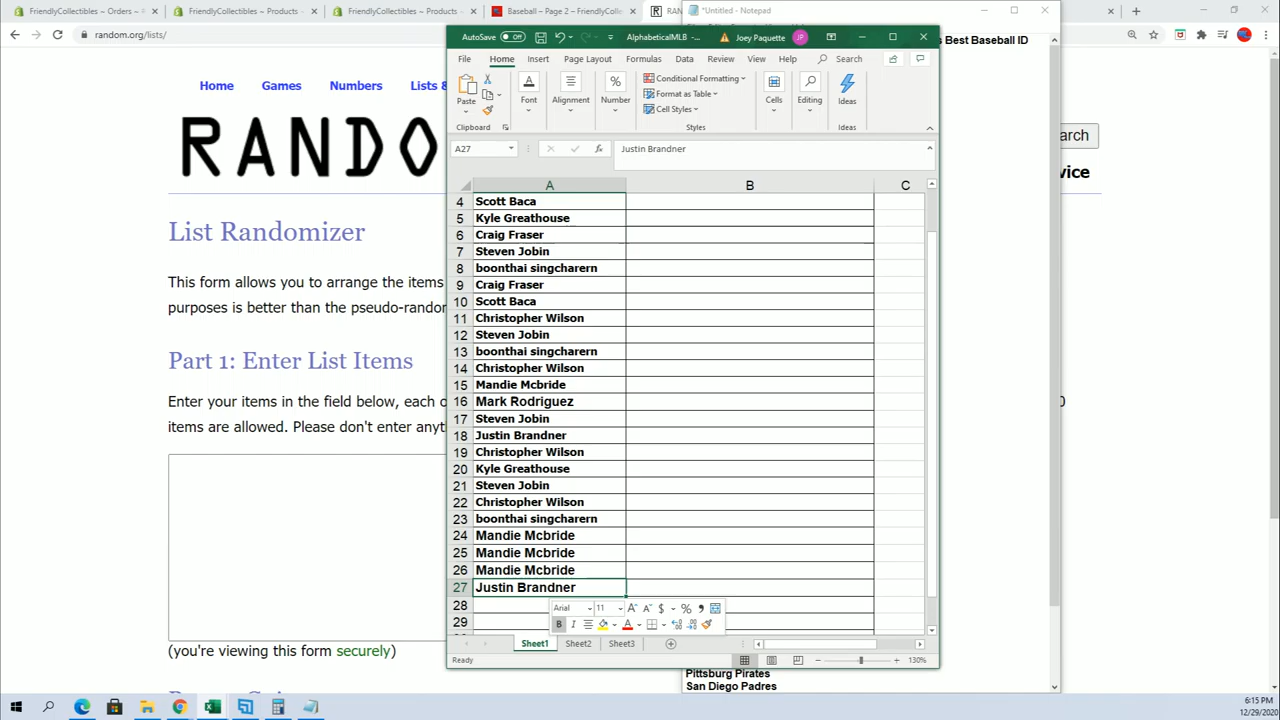 FriendlyCollectibles ~ Orders ~
FriendlyCollectibles ~ Products ~
FriendlyCollectibles ~ Products ~
Baseball – Page 2 – FriendlyColl
RAN
*Untitled - Notepad
random.org/lists/
Home
Games
Numbers
Lists &
RANDO
List Randomizer
This form allows you to arrange the items
purposes is better than the pseudo-randor
Part 1: Enter List Items
Enter your items in the field below, each o
items are allowed. Please don't enter anyt
(you're viewing this form securely)
AutoSave
Off
AlphabeticalMLB -...
Joey Paquette
JP
File
Home
Insert
Page Layout
Formulas
Data
Review
View
Help
Search
Paste
Font
Alignment
Number
Conditional Formatting
Format as Table
Cell Styles
Cells
Editing
Ideas
Clipboard
Styles
Ideas
A27
fx
Justin Brandner
A
B
C
4 Scott Baca
5 Kyle Greathouse
6 Craig Fraser
7 Steven Jobin
8 boonthai singcharern
9 Craig Fraser
10 Scott Baca
11 Christopher Wilson
12 Steven Jobin
13 boonthai singcharern
14 Christopher Wilson
15 Mandie Mcbride
16 Mark Rodriguez
17 Steven Jobin
18 Justin Brandner
19 Christopher Wilson
20 Kyle Greathouse
21 Steven Jobin
22 Christopher Wilson
23 boonthai singcharern
24 Mandie Mcbride
25 Mandie Mcbride
26 Mandie Mcbride
27 Justin Brandner
28
29
Arial
11
A
A
$
%
B
I
A
Sheet1
Sheet2
Sheet3
Ready
130%
s Best Baseball ID
earch
vice
0
Pittsburg Pirates
San Diego Padres
6:15 PM
12/29/2020